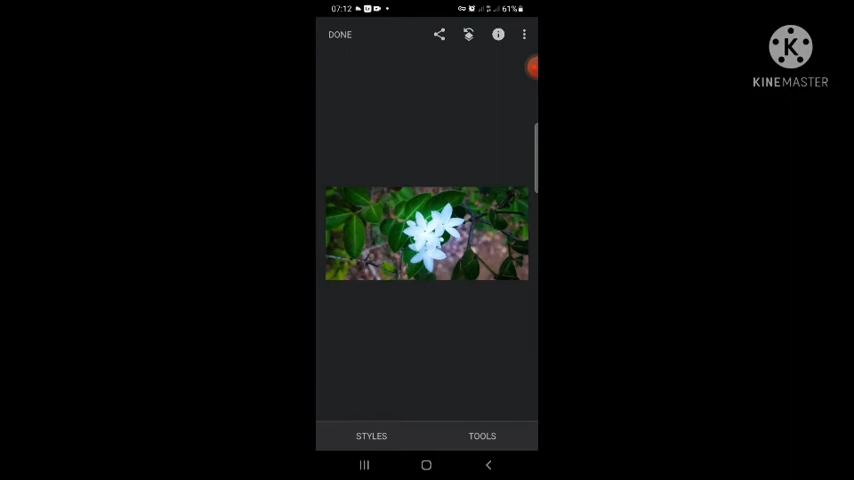 07:12
61%
DONE
K
KINEMASTER
STYLES
TOOLS